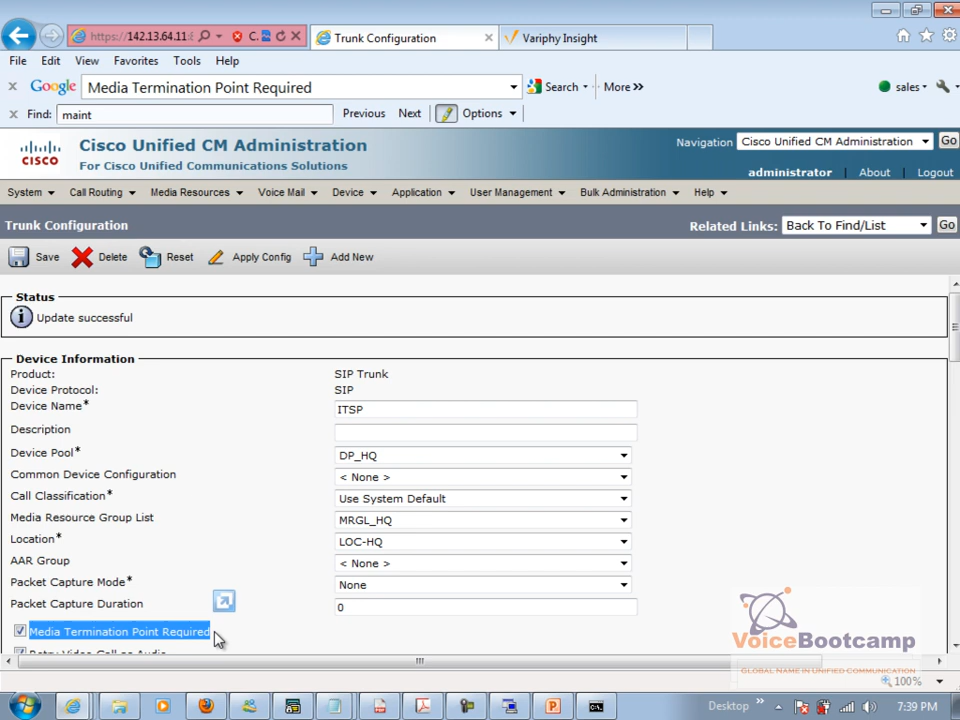 https://142.13.64.11:8
C.
Trunk Configuration
Variphy Insight
File Edit View Favorites Tools Help
x Google Media Termination Point Required Search More »
sales
x Find: maint Previous Next Options
CISCO
Cisco Unified CM Administration
For Cisco Unified Communications Solutions
Navigation Cisco Unified CM Administration Go
administrator | About | Logout
System Call Routing Media Resources Voice Mail Device Application User Management Bulk Administration Help
Trunk Configuration
Related Links: Back To Find/List Go
Save Delete Reset Apply Config Add New
Status
Update successful
Device Information
Product: SIP Trunk
Device Protocol: SIP
Device Name* ITSP
Description
Device Pool* DP_HQ
Common Device Configuration < None >
Call Classification* Use System Default
Media Resource Group List MRGL_HQ
Location* LOC-HQ
AAR Group < None >
Packet Capture Mode* None
Packet Capture Duration 0
Media Termination Point Required
Retry Video Call as Audio
VoiceBootcamp
GLOBAL NAME IN UNIFIED COMMUNICATION
100%
Desktop » 7:39 PM